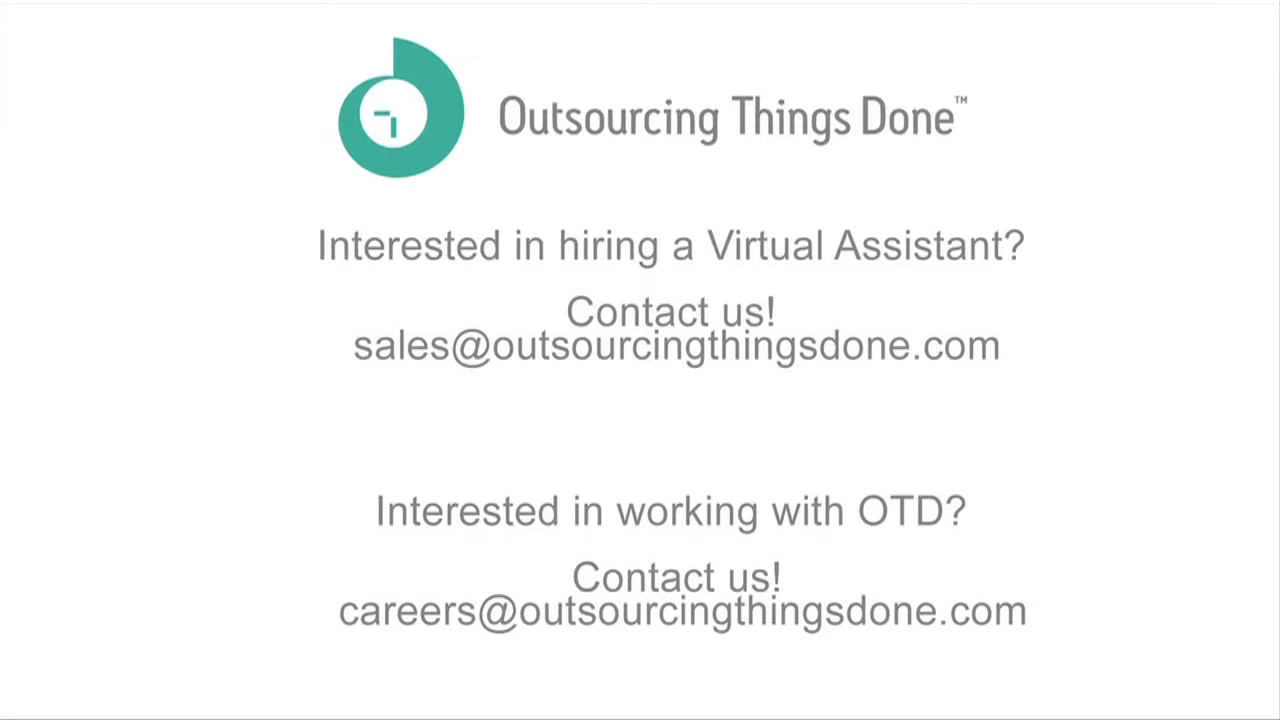 Outsourcing Things Done™
Interested in hiring a Virtual Assistant?
Contact us!
sales@outsourcingthingsdone.com
Interested in working with OTD?
Contact us!
careers@outsourcingthingsdone.com